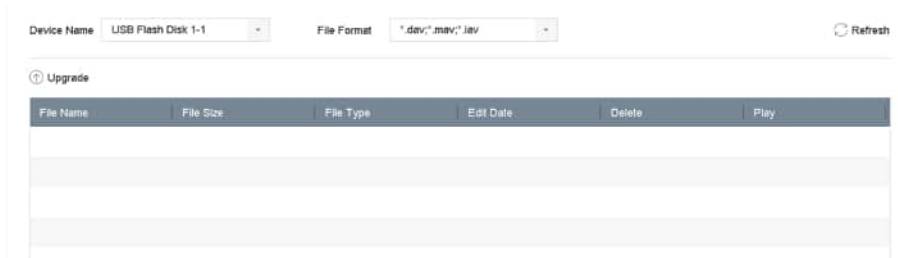 Device Name USB Flash Disk 1-1 File Format *.dav;*.mav;*.iav Refresh
Upgrade
File Name File Size File Type Edit Date Delete Play